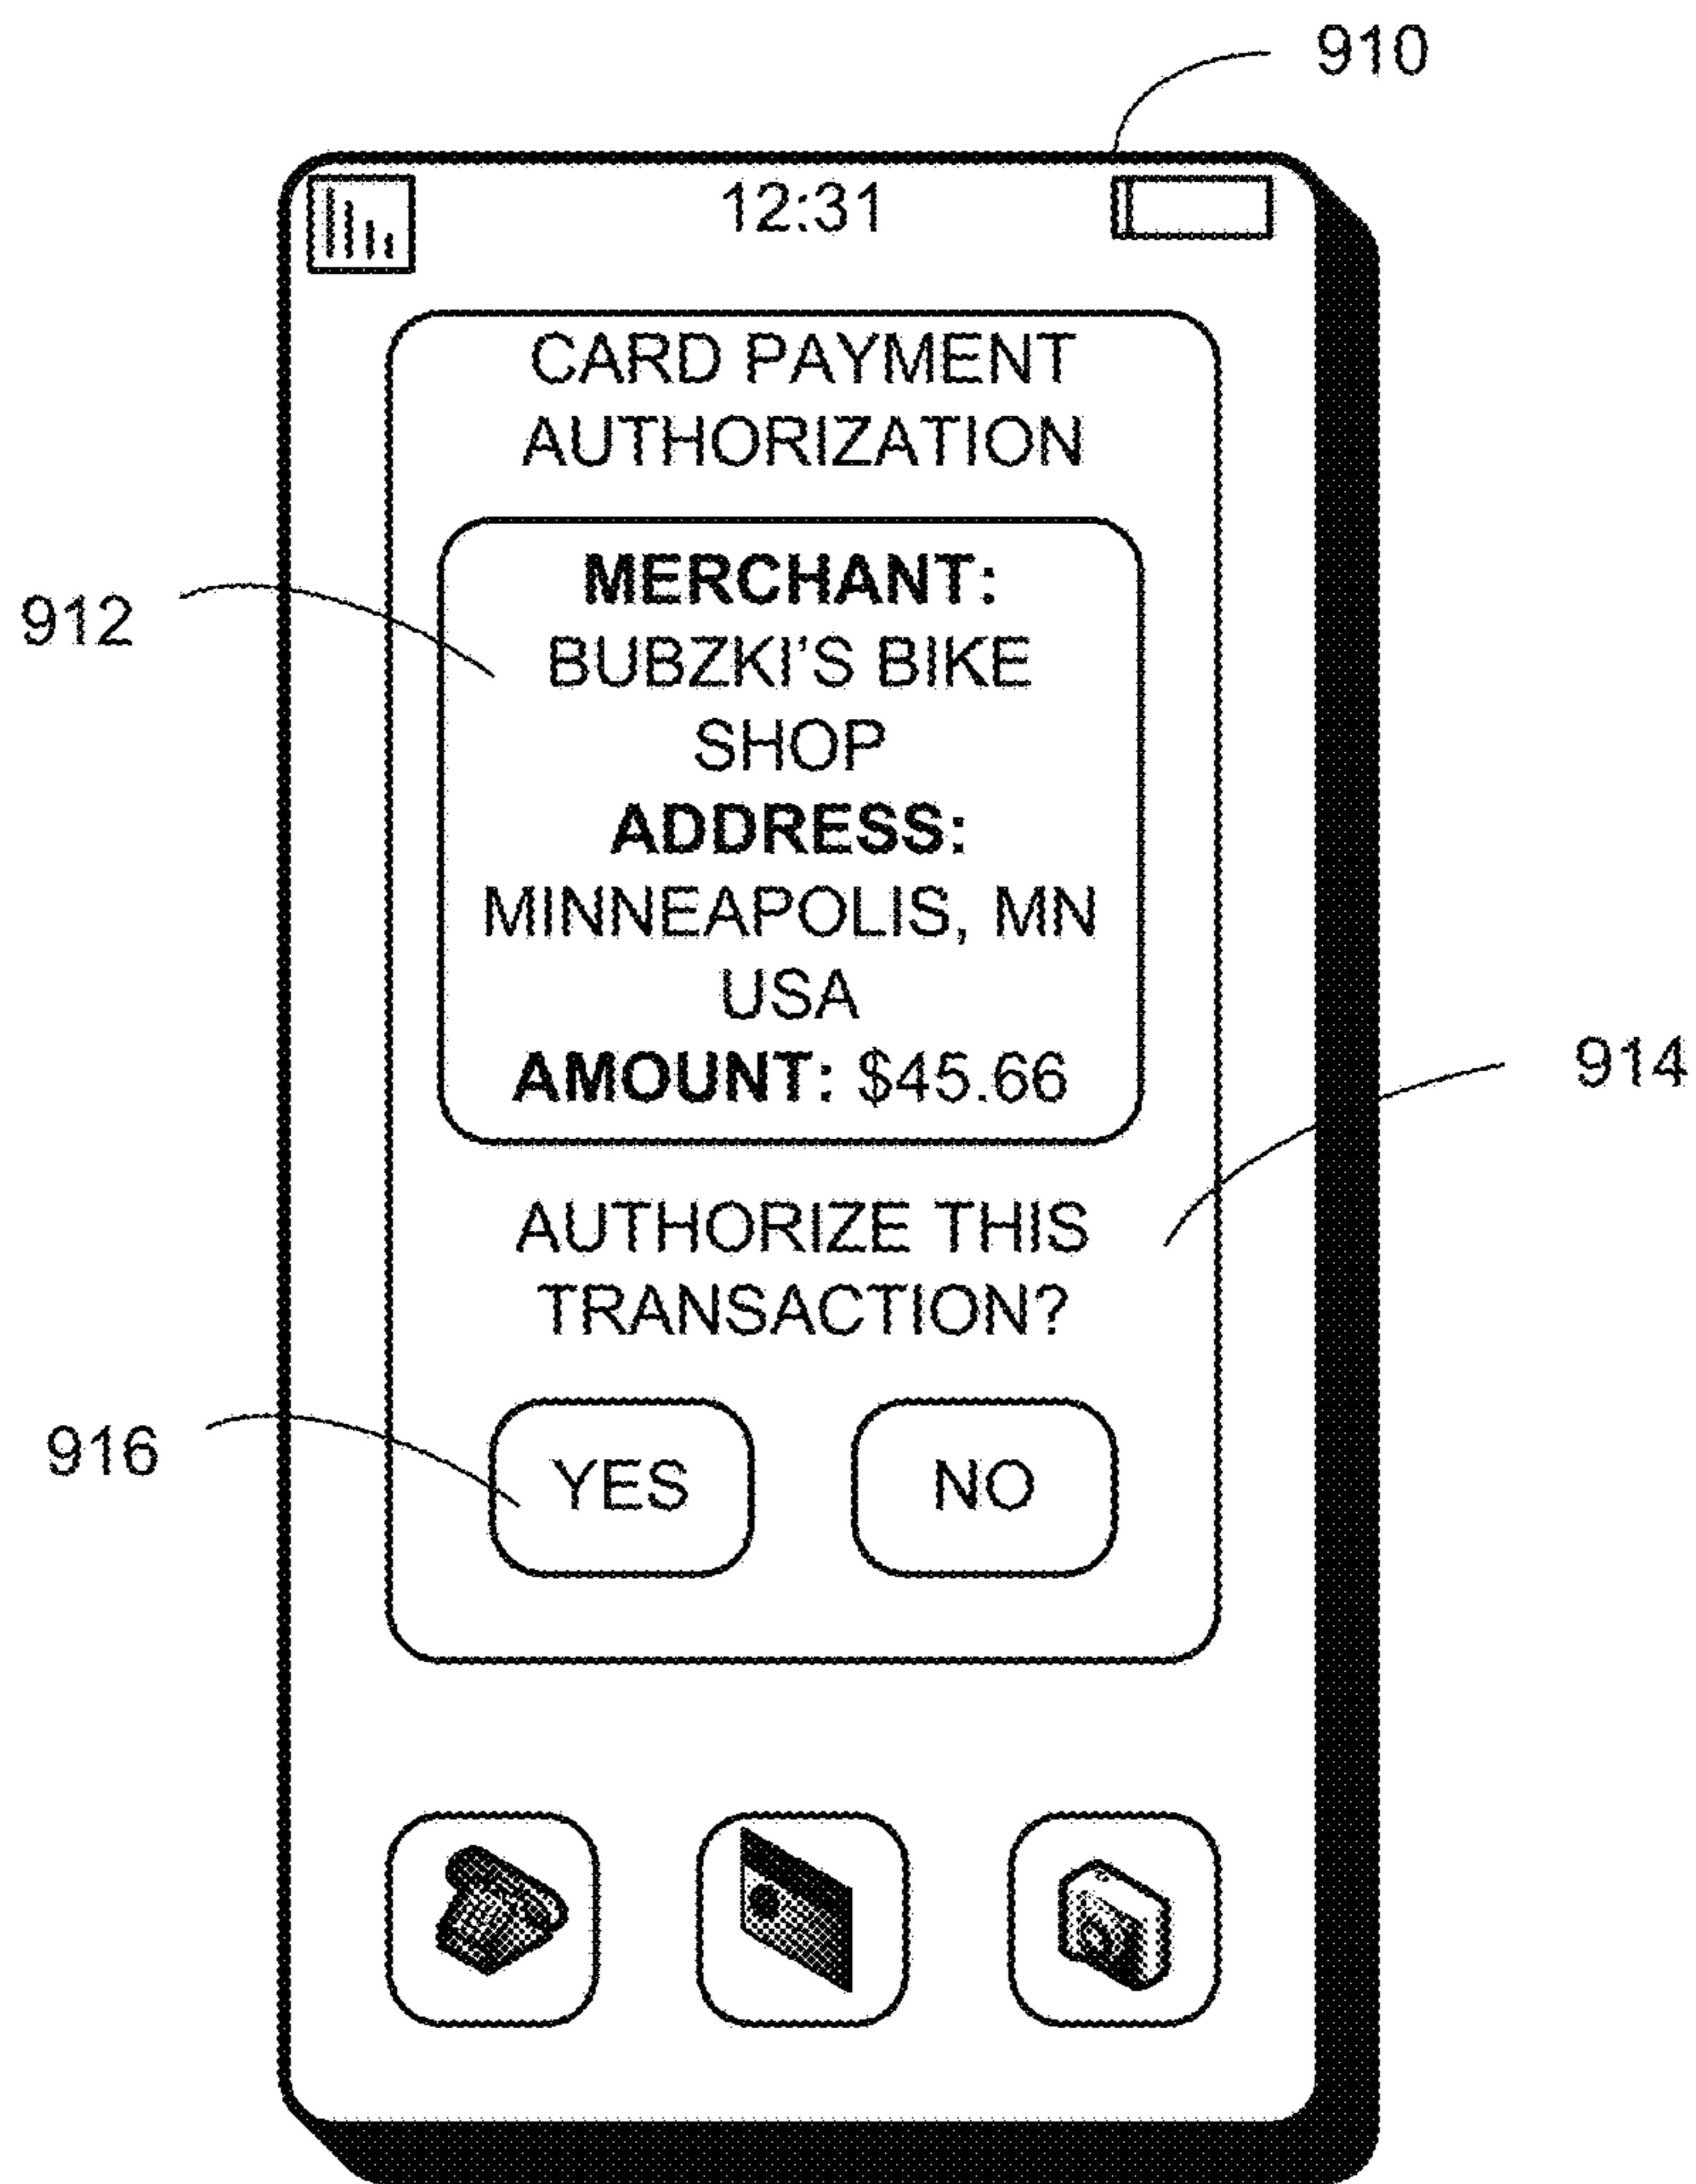 910
12:31
CARD PAYMENT
AUTHORIZATION
MERCHANT:
912
BUBZKI'S BIKE
SHOP
ADDRESS:
MINNEAPOLIS, MN
USA
AMOUNT: $45.66
914
AUTHORIZE THIS
TRANSACTION?
916
YES
NO